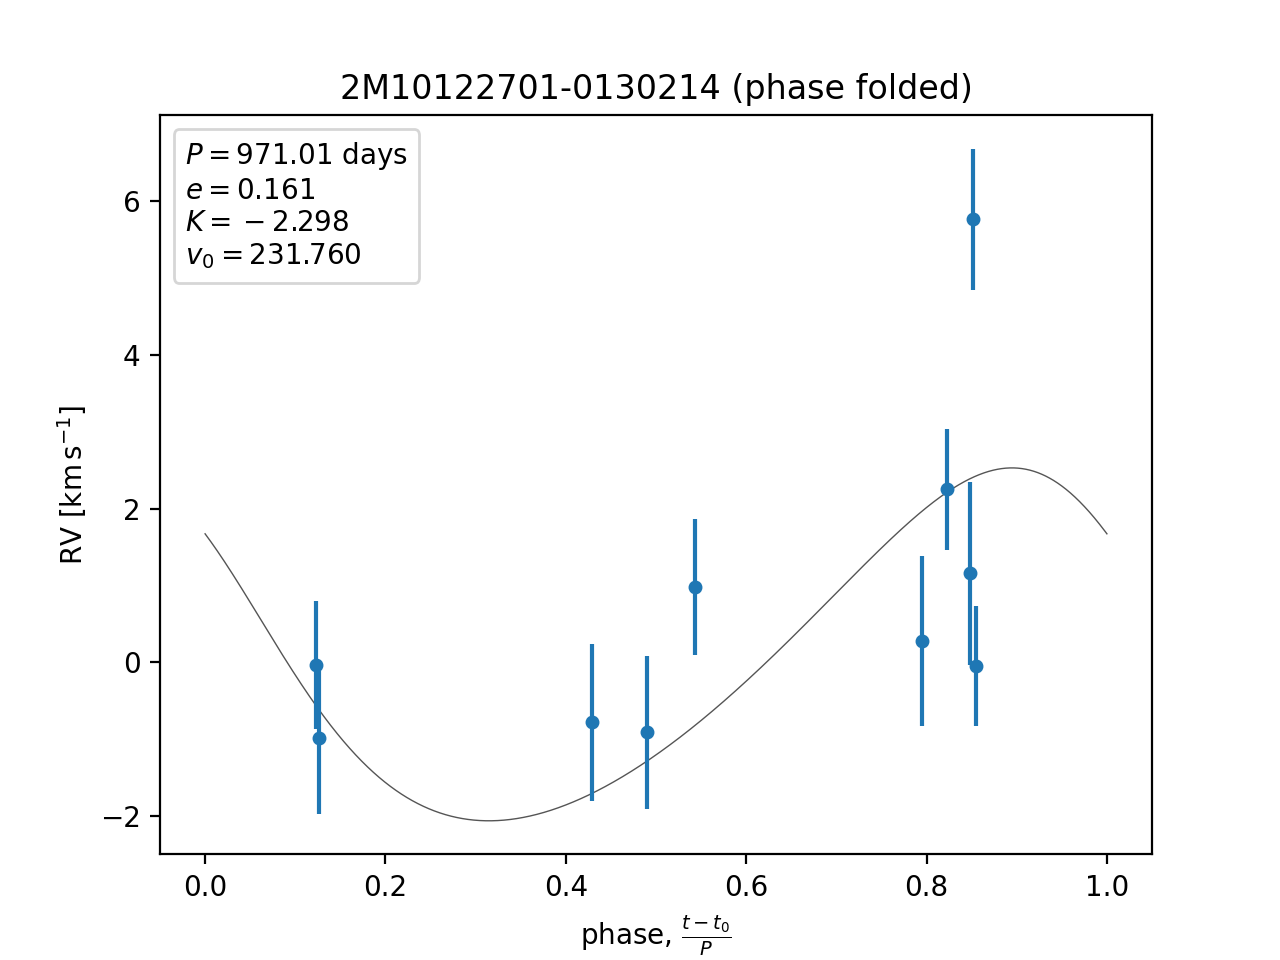 2M10122701-0130214 (phase folded)
P = 971.01 days
e = 0.161
K = −2.298
v₀ = 231.760
6
4
2
0
−2
RV [km s⁻¹]
0.0 0.2 0.4 0.6 0.8 1.0
phase, (t − t₀)/P